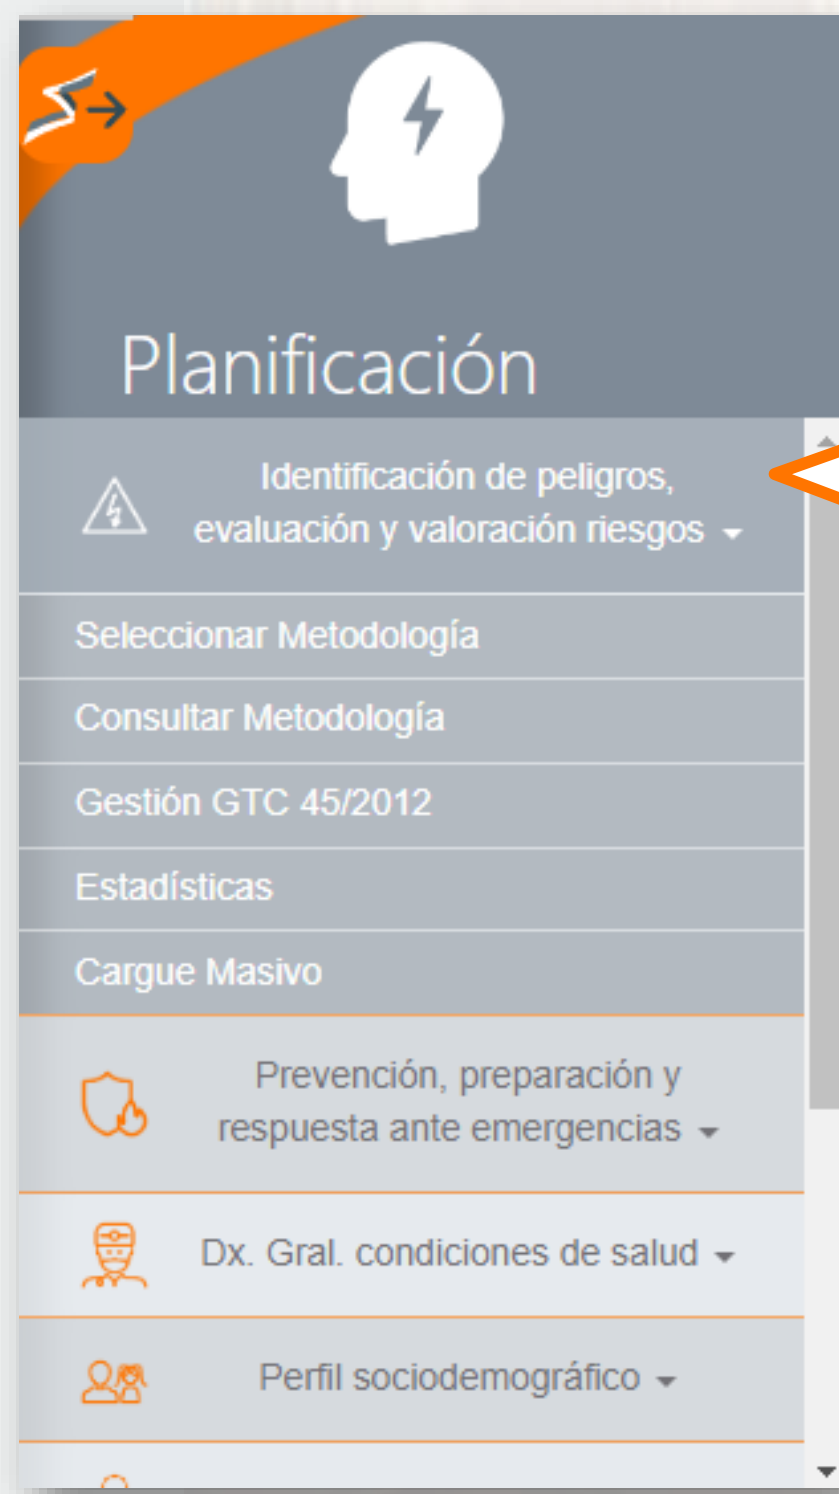 Planificación
Identificación de peligros,
evaluación y valoración riesgos
Seleccionar Metodología
Consultar Metodología
Gestión GTC 45/2012
Estadísticas
Cargue Masivo
Prevención, preparación y
respuesta ante emergencias
Dx. Gral. condiciones de salud
Perfil sociodemográfico